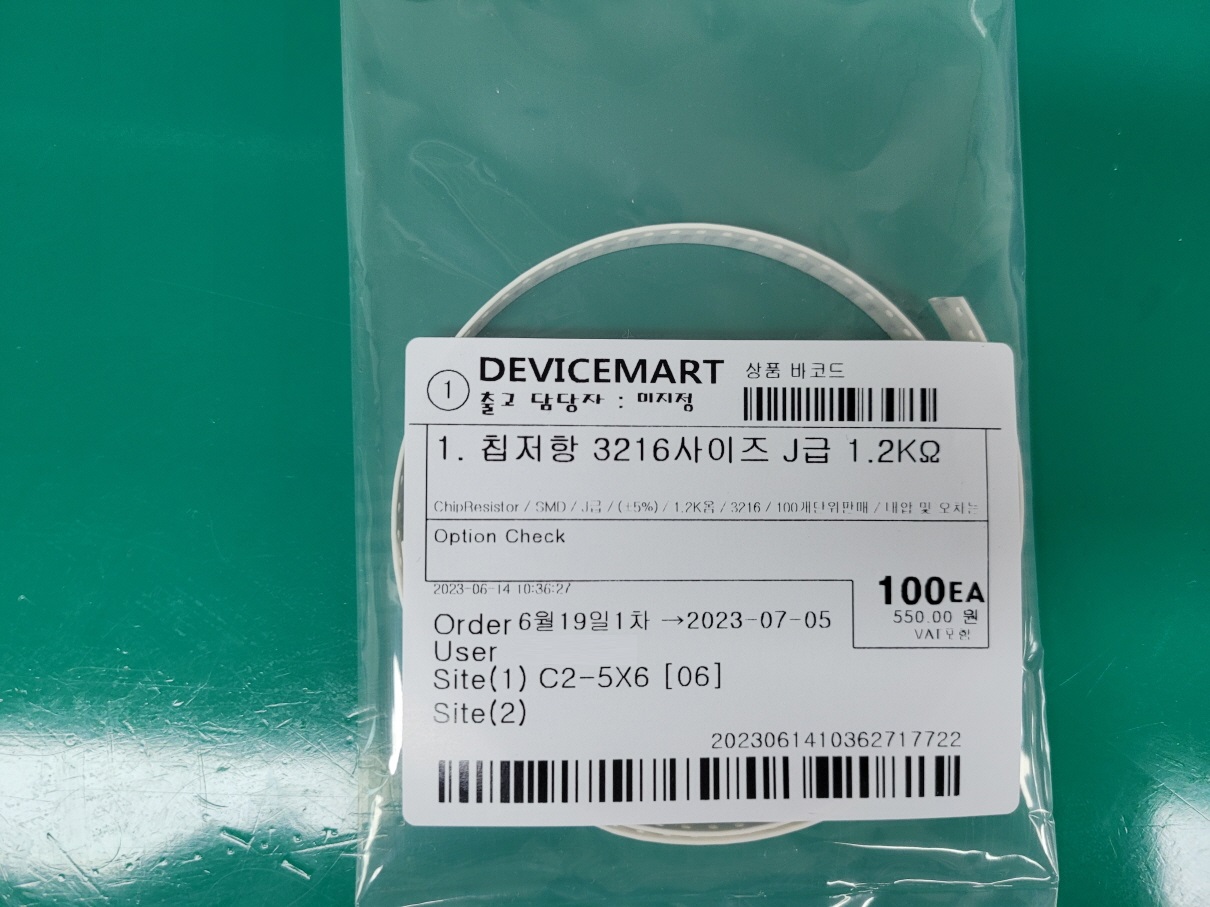 ① DEVICEMART 상품 바코드
출고 담당자 : 미지정
1. 칩저항 3216사이즈 J급 1.2KΩ
ChipResistor / SMD / J급 / (±5%) / 1.2K옴 / 3216 / 100개단위판매 / 내압 및 오차는
Option Check
2023-06-14 10:36:27
100EA
550.00 원
VAT포함
Order 6월19일1차 →2023-07-05
User
Site(1) C2-5X6 [06]
Site(2)
2023061410362717722